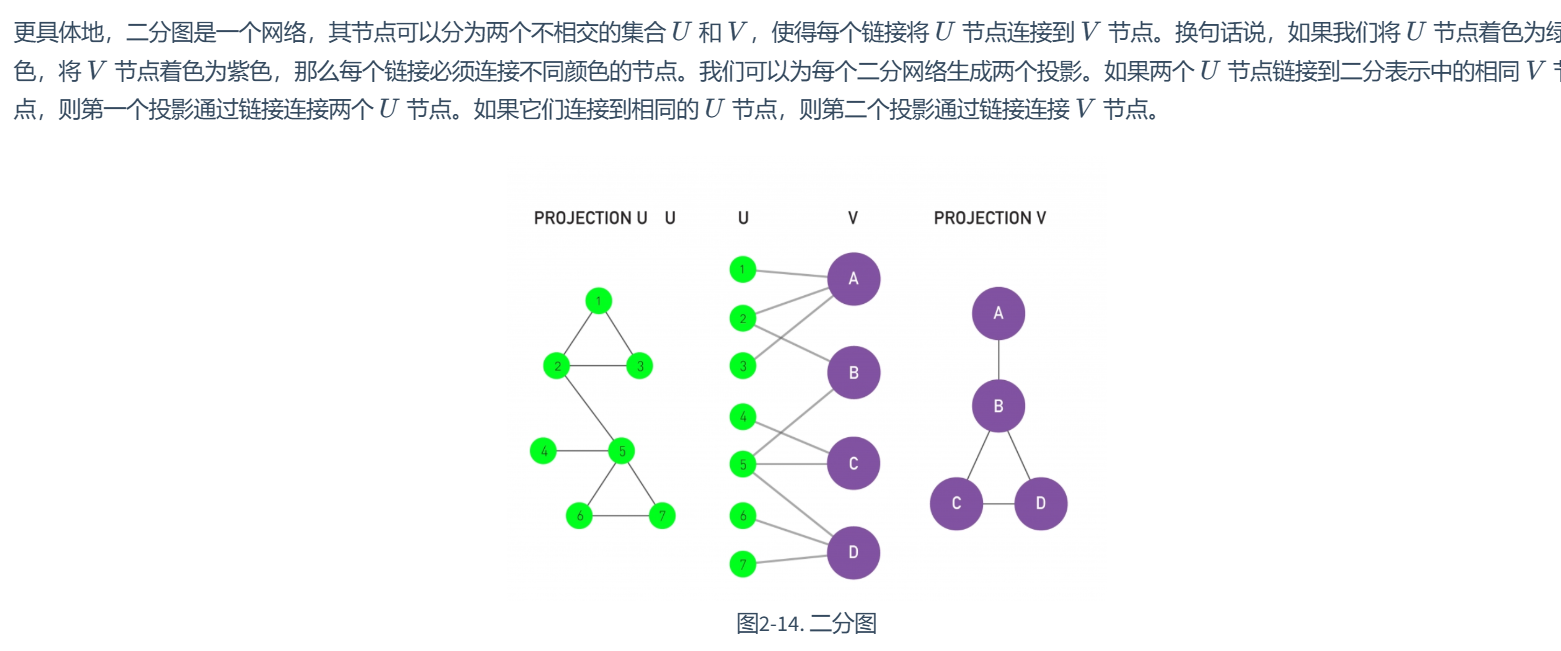 更具体地，二分图是一个网络，其节点可以分为两个不相交的集合 U 和 V ，使得每个链接将 U 节点连接到 V 节点。换句话说，如果我们将 U 节点着色为绿
色，将 V 节点着色为紫色，那么每个链接必须连接不同颜色的节点。我们可以为每个二分网络生成两个投影。如果两个 U 节点链接到二分表示中的相同 V
点，则第一个投影通过链接连接两个 U 节点。如果它们连接到相同的 U 节点，则第二个投影通过链接连接 V 节点。
PROJECTION U U U V PROJECTION V
1 A
1 A
2
2 3 3 B B
4
4 5 5 C C D
6 7 6
7 D
图2-14. 二分图